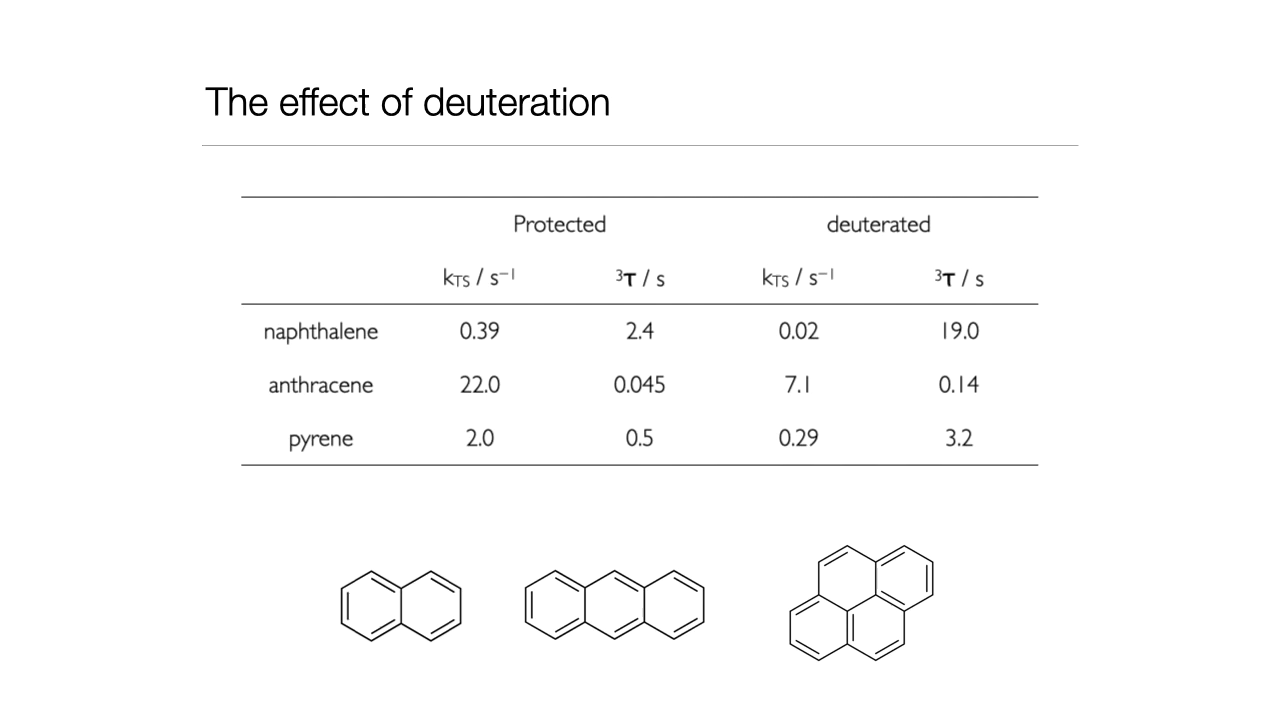 The effect of deuteration
Protected deuterated
kTS / s⁻¹ ³τ / s kTS / s⁻¹ ³τ / s
naphthalene 0.39 2.4 0.02 19.0
anthracene 22.0 0.045 7.1 0.14
pyrene 2.0 0.5 0.29 3.2